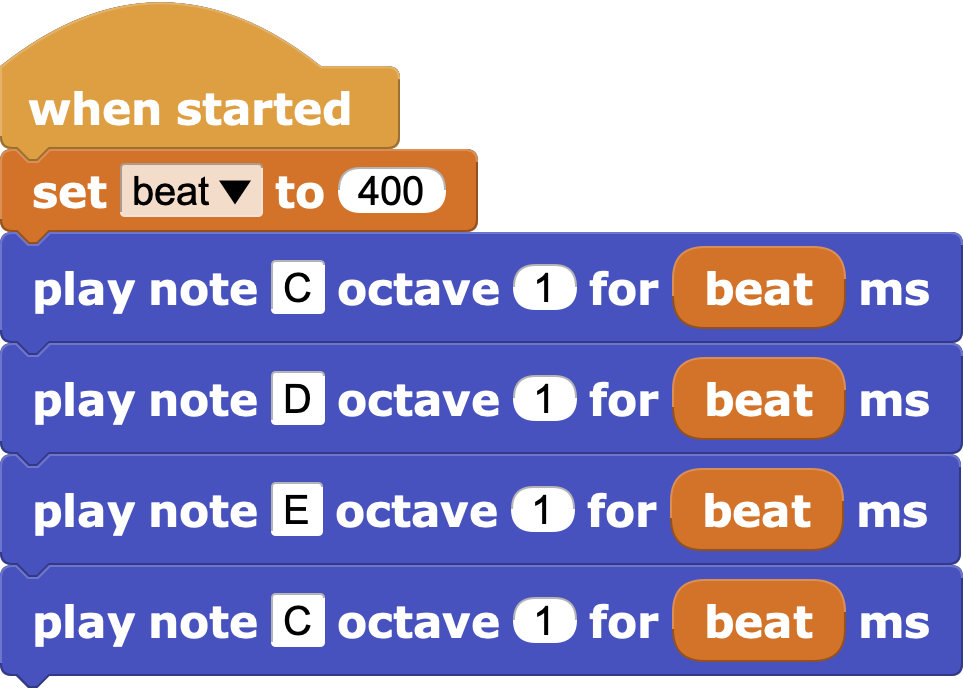 when started
set beat to 400
play note C octave 1 for beat ms
play note D octave 1 for beat ms
play note E octave 1 for beat ms
play note C octave 1 for beat ms